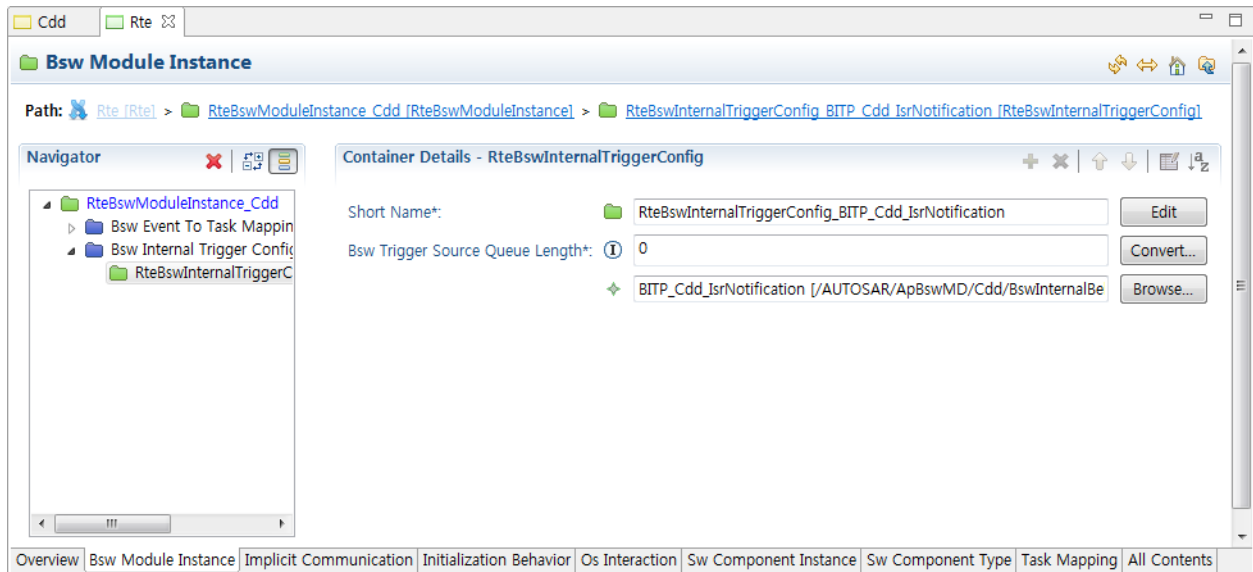 Cdd Rte
Bsw Module Instance
Path: Rte [Rte] > RteBswModuleInstance_Cdd [RteBswModuleInstance] > RteBswInternalTriggerConfig_BITP_Cdd_IsrNotification [RteBswInternalTriggerConfig]
Navigator
Container Details - RteBswInternalTriggerConfig
RteBswModuleInstance_Cdd
Bsw Event To Task Mappin
Bsw Internal Trigger Config
RteBswInternalTriggerC
Short Name*: RteBswInternalTriggerConfig_BITP_Cdd_IsrNotification Edit
Bsw Trigger Source Queue Length*: 0 Convert...
BITP_Cdd_IsrNotification [/AUTOSAR/ApBswMD/Cdd/BswInternalBe Browse...
Overview Bsw Module Instance Implicit Communication Initialization Behavior Os Interaction Sw Component Instance Sw Component Type Task Mapping All Contents